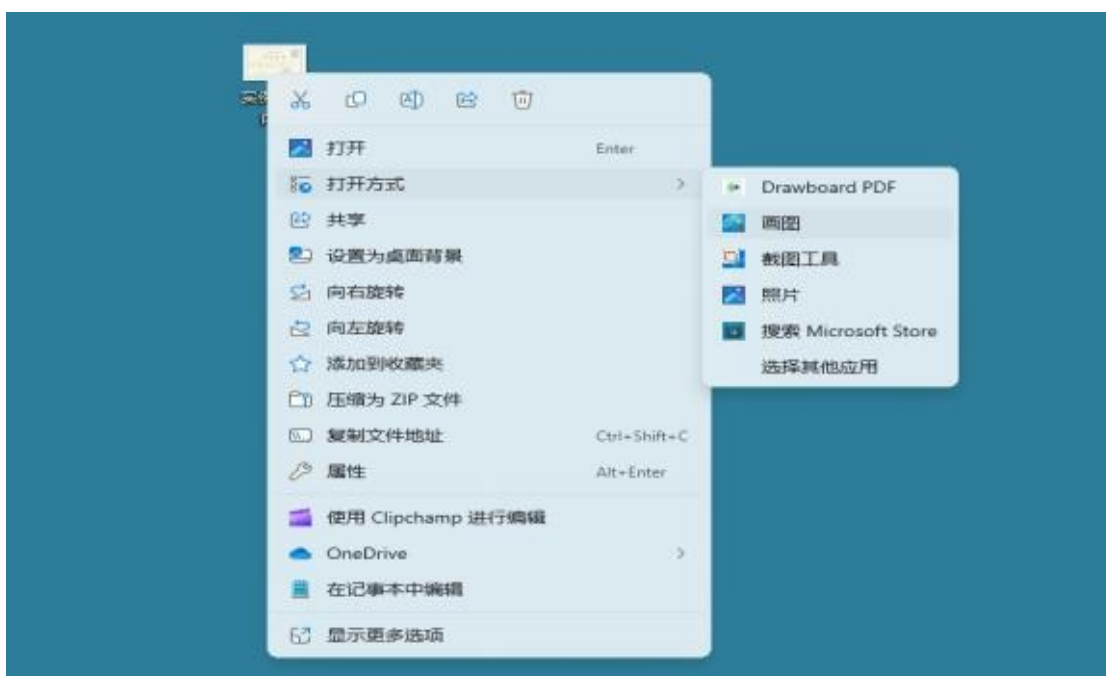 打开 Enter
打开方式
共享
设置为桌面背景
向右旋转
向左旋转
添加到收藏夹
压缩为 ZIP 文件
复制文件地址 Ctrl+Shift+C
属性 Alt+Enter
使用 Clipchamp 进行编辑
OneDrive
在记事本中编辑
显示更多选项
Drawboard PDF
画图
截图工具
照片
搜索 Microsoft Store
选择其他应用